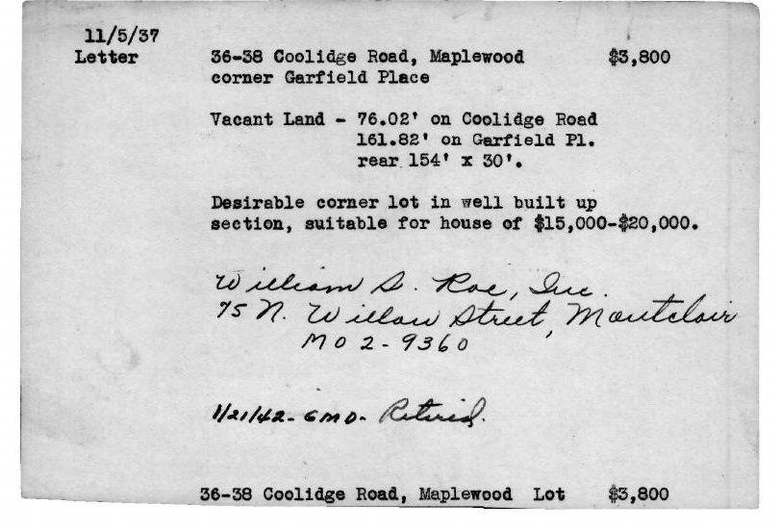 11/5/37
Letter 36-38 Coolidge Road, Maplewood $3,800
corner Garfield Place
Vacant Land - 76.02' on Coolidge Road
161.82' on Garfield Pl.
rear 154' x 30'.
Desirable corner lot in well built up
section, suitable for house of $15,000-$20,000.
William S. Roe, Inc.
75 N. Willow Street, Montclair
MO 2-9360
1/21/42- GMO-
36-38 Coolidge Road, Maplewood Lot $3,800